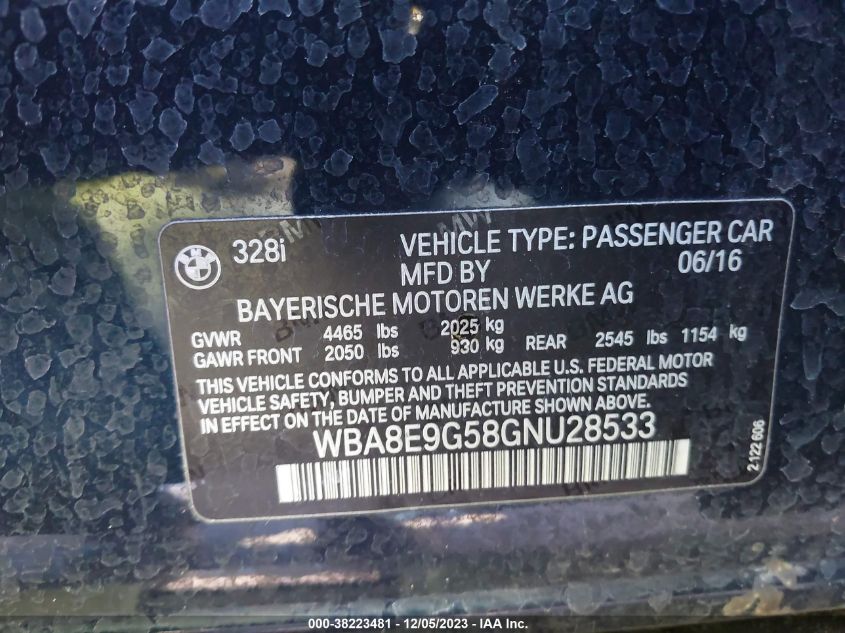 328i
VEHICLE TYPE: PASSENGER CAR
MFD BY
06/16
BAYERISCHE MOTOREN WERKE AG
GVWR 4465 lbs 2025 kg
GAWR FRONT 2050 lbs 930 kg REAR 2545 lbs 1154 kg
THIS VEHICLE CONFORMS TO ALL APPLICABLE U.S. FEDERAL MOTOR
VEHICLE SAFETY, BUMPER AND THEFT PREVENTION STANDARDS
IN EFFECT ON THE DATE OF MANUFACTURE SHOWN ABOVE.
WBA8E9G58GNU28533
2 122 606
000-38223481 - 12/05/2023 - IAA Inc.